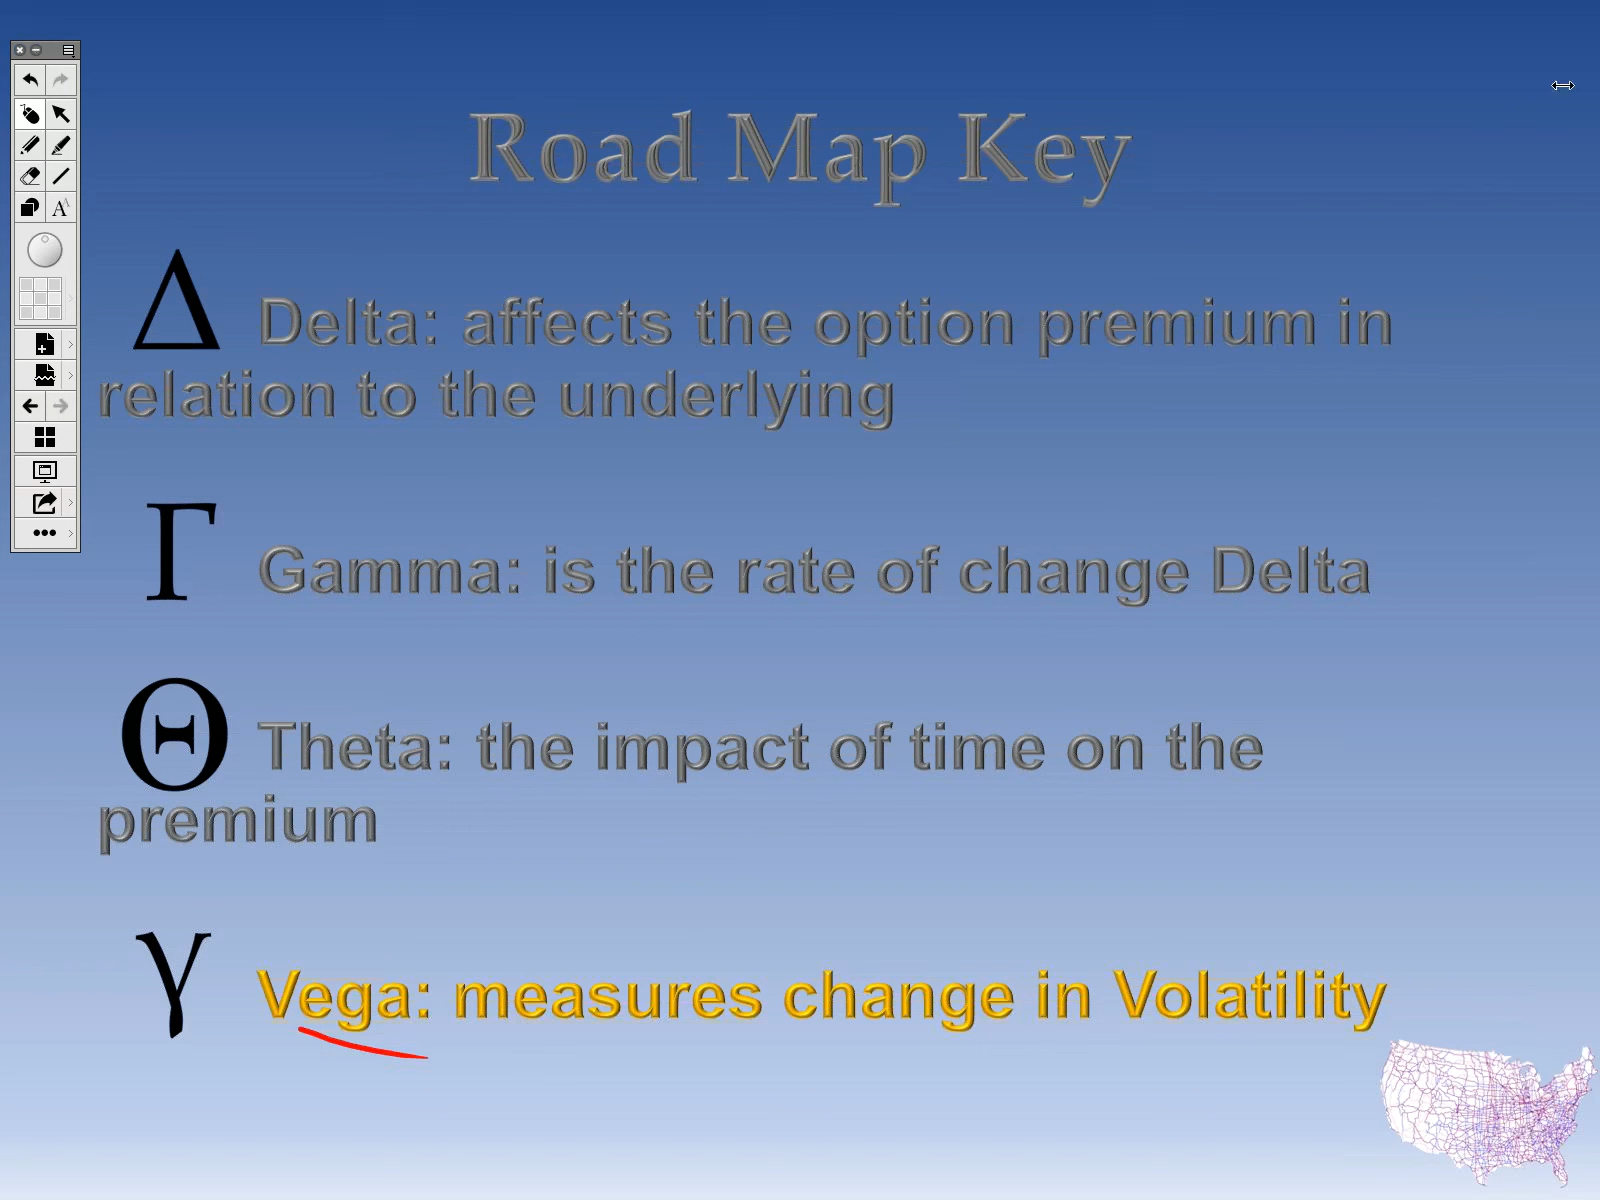 Road Map Key
Δ Delta: affects the option premium in
relation to the underlying
Γ Gamma: is the rate of change Delta
Θ Theta: the impact of time on the
premium
γ Vega: measures change in Volatility